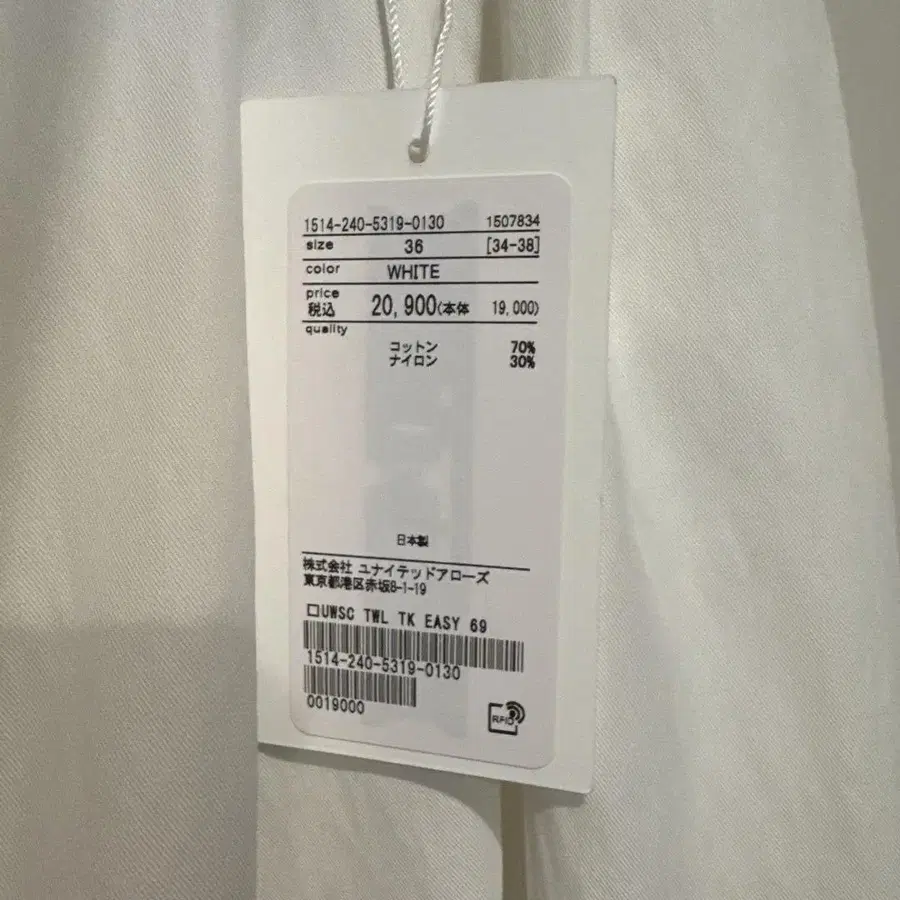 1514-240-5319-0130 1507834
size 36 [34-38]
color WHITE
price
税込 20,900(本体 19,000)
quality
コットン 70%
ナイロン 30%
日本製
株式会社 ユナイテッドアローズ
東京都港区赤坂8-1-19
□UWSC TWL TK EASY 69
1514-240-5319-0130
0019000
RFID